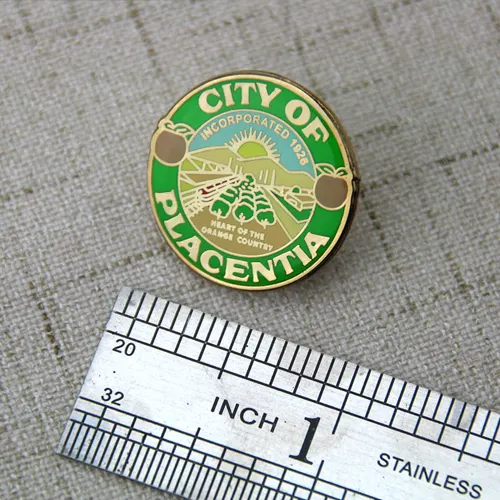 CITY OF
INCORPORATED 1926
HEART OF THE
ORANGE COUNTRY
PLACENTIA
20
32
INCH 1
STAINLESS